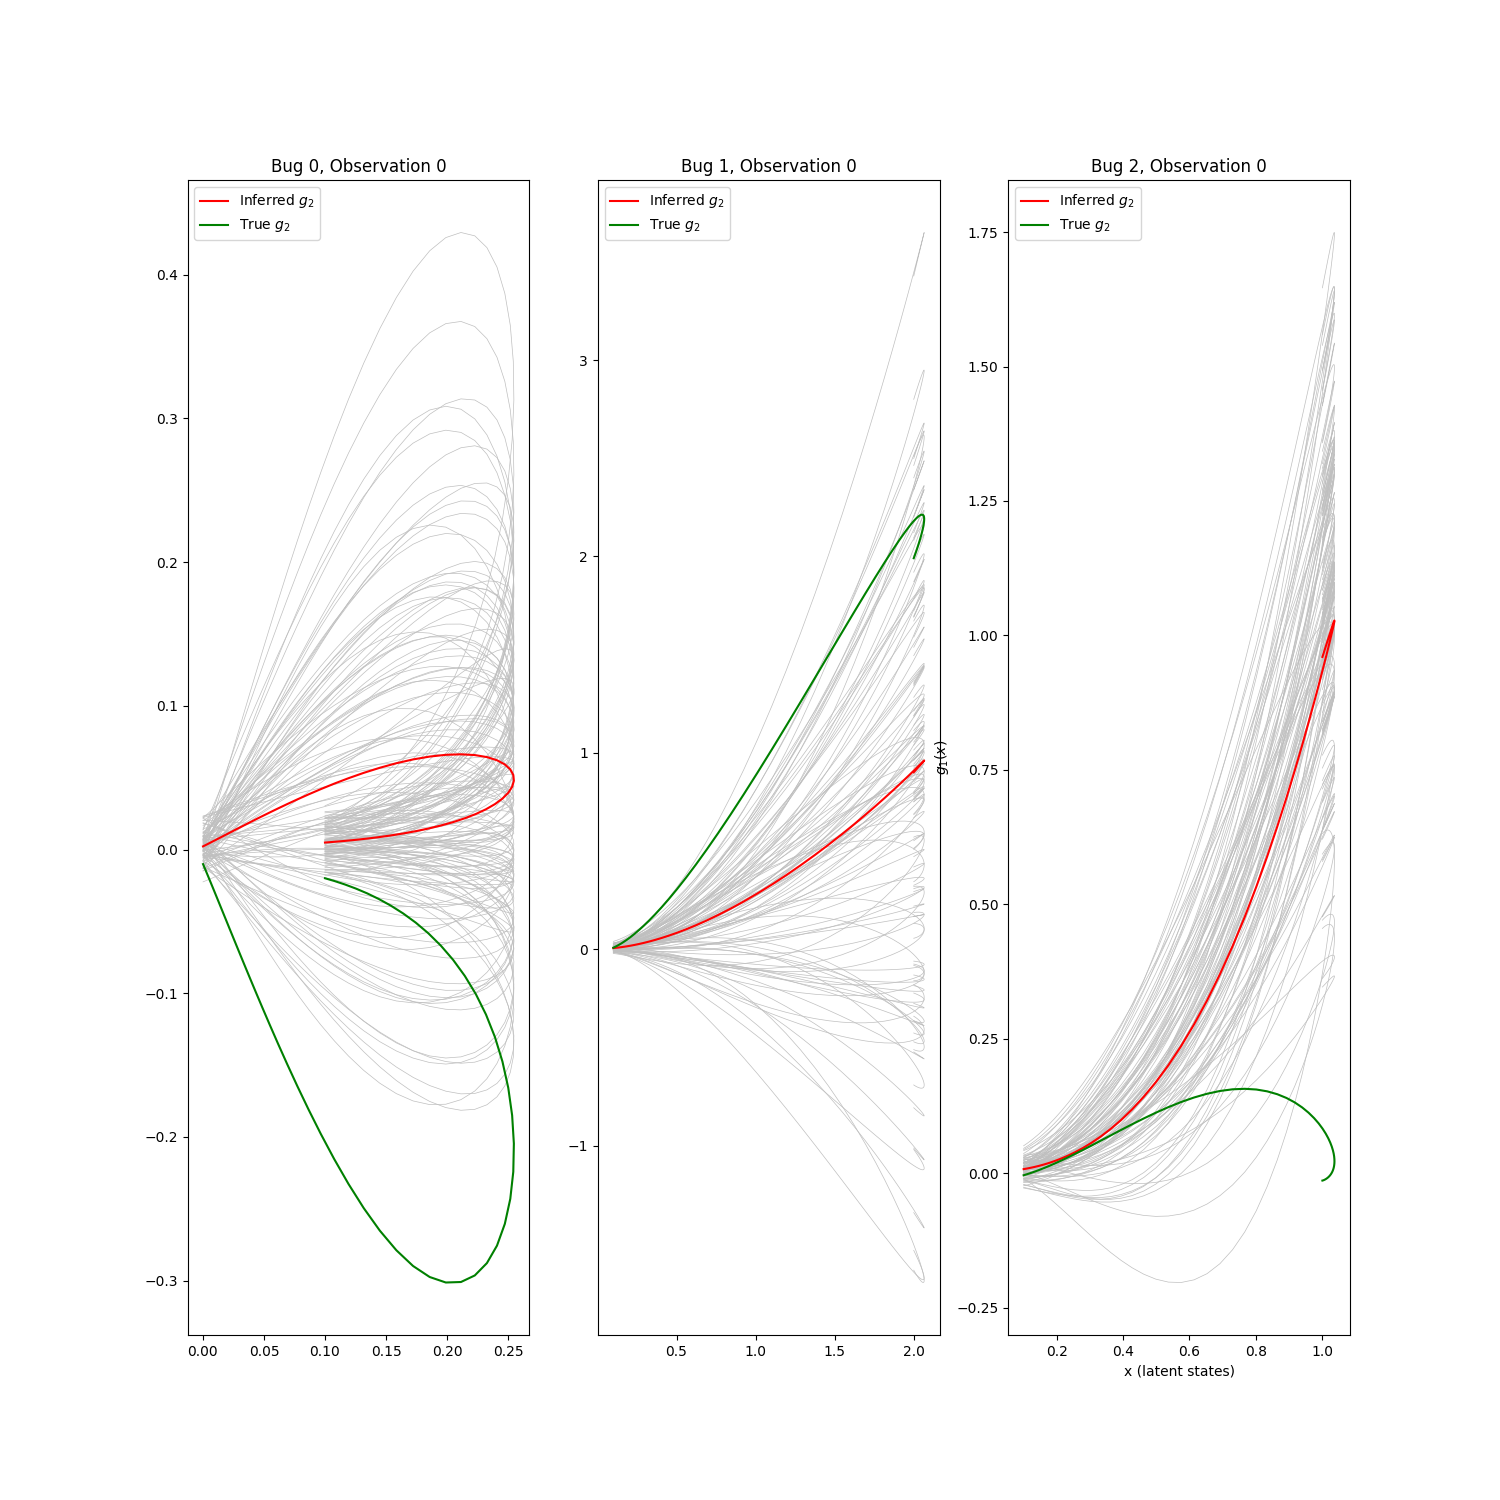 Bug 0, Observation 0
Inferred g₂
True g₂
0.4
0.3
0.2
0.1
0.0
−0.1
−0.2
−0.3
0.00 0.05 0.10 0.15 0.20 0.25
Bug 1, Observation 0
Inferred g₂
True g₂
3
2
1
0
−1
0.5 1.0 1.5 2.0
Bug 2, Observation 0
Inferred g₂
True g₂
g₁(x)
1.75
1.50
1.25
1.00
0.75
0.50
0.25
0.00
−0.25
0.2 0.4 0.6 0.8 1.0
x (latent states)